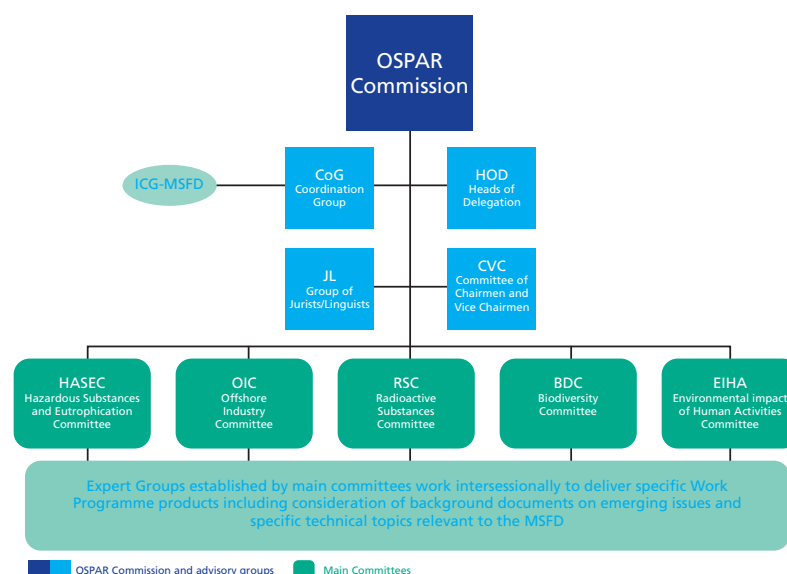 OSPAR
Commission
ICG-MSFD
CoG
Coordination
Group
HOD
Heads of
Delegation
JL
Group of
Jurists/Linguists
CVC
Committee of
Chairmen and
Vice Chairmen
HASEC
Hazardous Substances
and Eutrophication
Committee
OIC
Offshore
Industry
Committee
RSC
Radioactive
Substances
Committee
BDC
Biodiversity
Committee
EIHA
Environmental impact
of Human Activities
Committee
Expert Groups established by main committees work intersessionally to deliver specific Work
Programme products including consideration of background documents on emerging issues and
specific technical topics relevant to the MSFD
OSPAR Commission and advisory groups
Main Committees